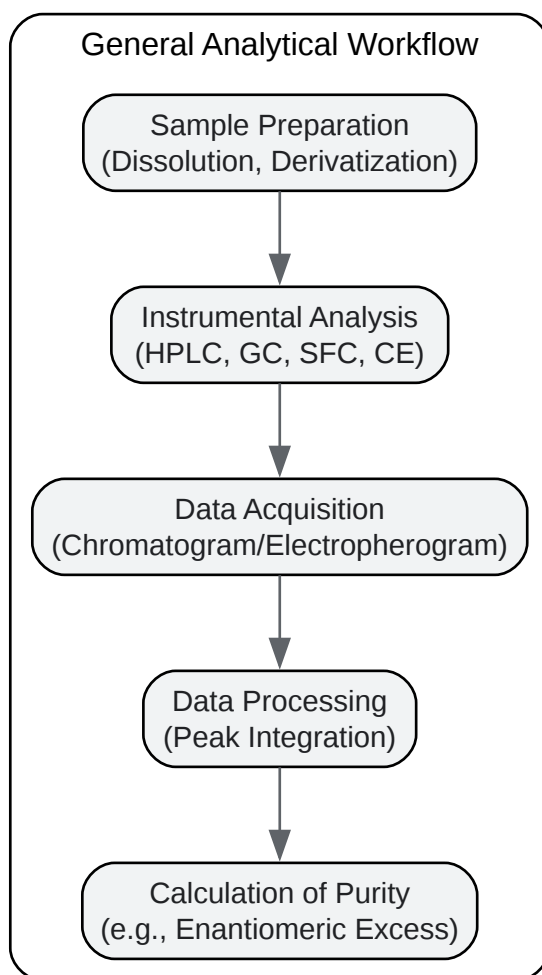 General Analytical Workflow
Sample Preparation
(Dissolution, Derivatization)
Instrumental Analysis
(HPLC, GC, SFC, CE)
Data Acquisition
(Chromatogram/Electropherogram)
Data Processing
(Peak Integration)
Calculation of Purity
(e.g., Enantiomeric Excess)